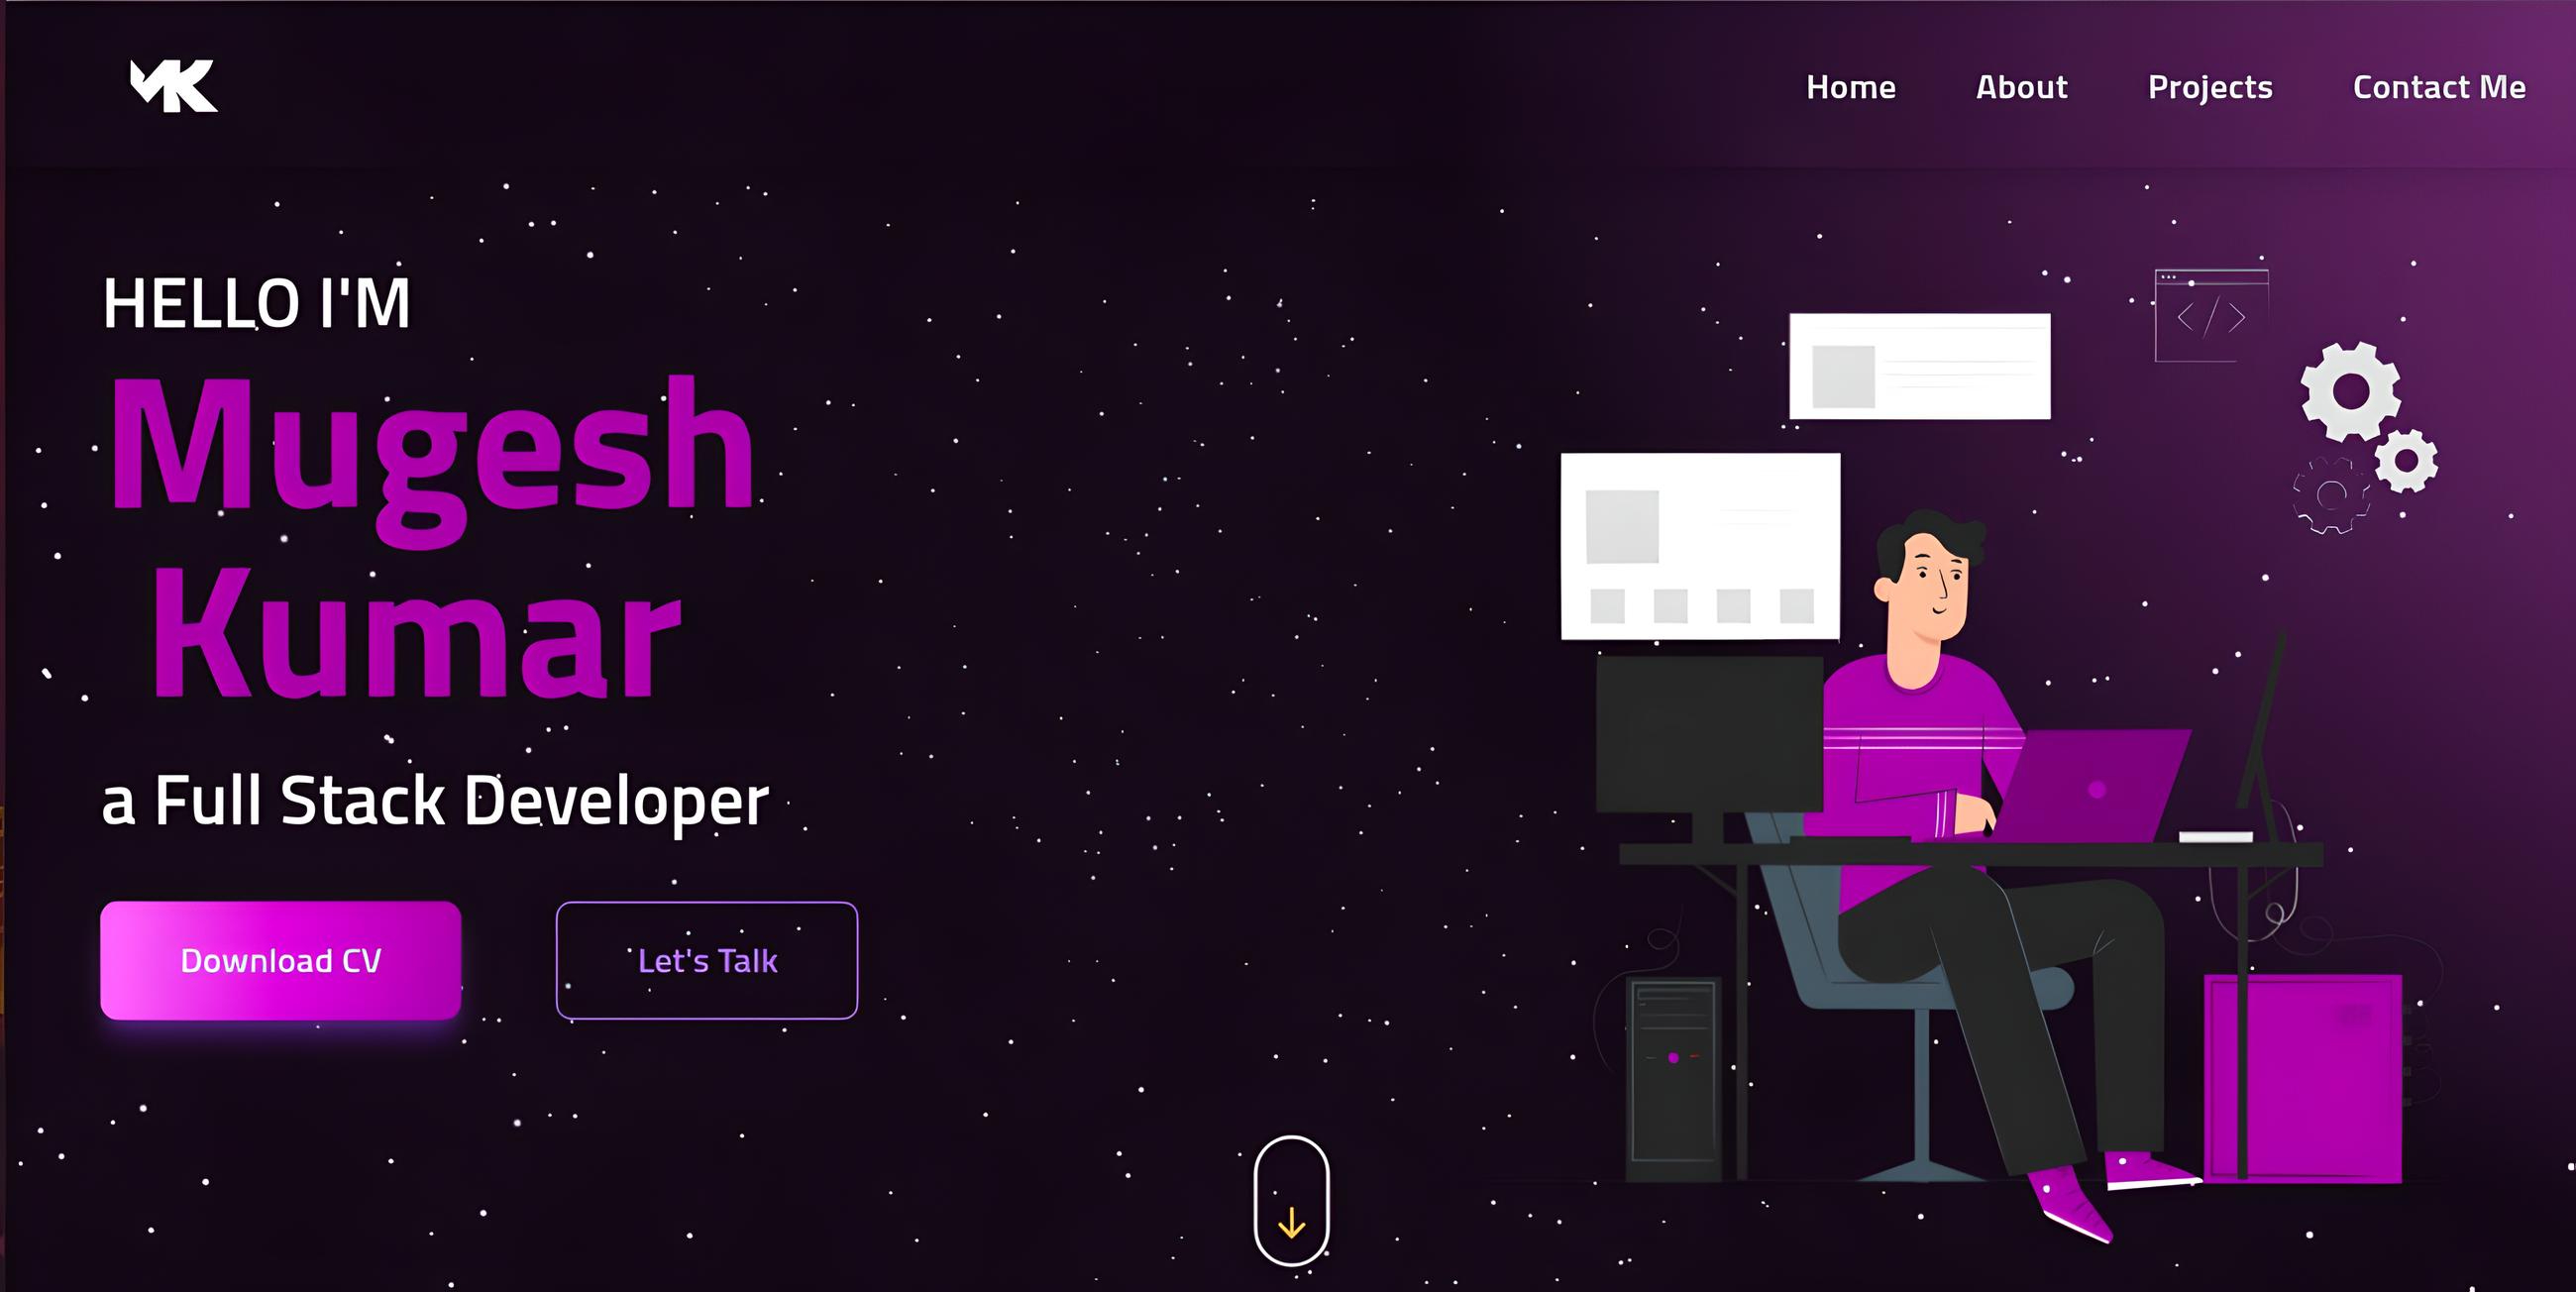 MK
Home About Projects Contact Me
HELLO I'M
Mugesh
Kumar
a Full Stack Developer
Download CV Let's Talk